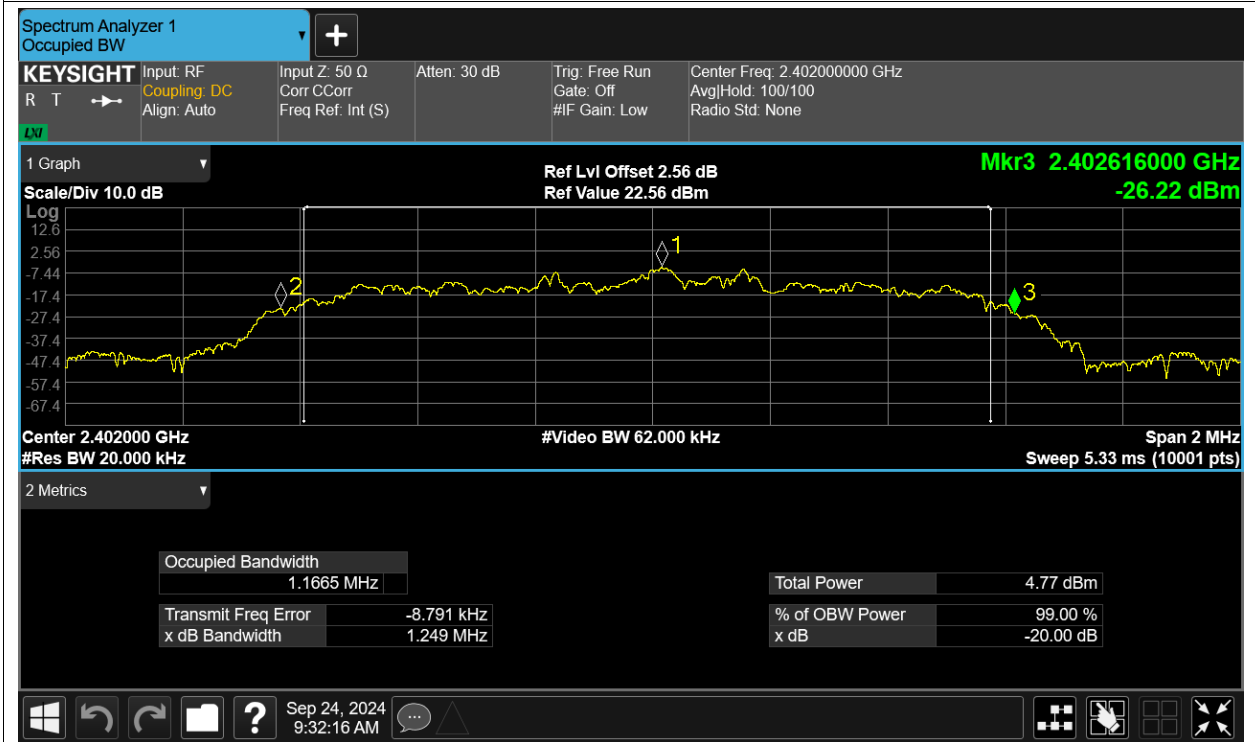 Spectrum Analyzer 1
Occupied BW
KEYSIGHT
R T
LXI
Input: RF
Coupling: DC
Align: Auto
Input Z: 50 Ω
Corr CCorr
Freq Ref: Int (S)
Atten: 30 dB
Trig: Free Run
Gate: Off
#IF Gain: Low
Center Freq: 2.402000000 GHz
Avg|Hold: 100/100
Radio Std: None
1 Graph
Scale/Div 10.0 dB
Ref Lvl Offset 2.56 dB
Ref Value 22.56 dBm
Mkr3 2.402616000 GHz
-26.22 dBm
Log
12.6
2.56
-7.44
-17.4
-27.4
-37.4
-47.4
-57.4
-67.4
1
2
3
Center 2.402000 GHz
#Video BW 62.000 kHz
Span 2 MHz
#Res BW 20.000 kHz
Sweep 5.33 ms (10001 pts)
2 Metrics
Occupied Bandwidth
1.1665 MHz
Total Power 4.77 dBm
Transmit Freq Error -8.791 kHz
% of OBW Power 99.00 %
x dB Bandwidth 1.249 MHz
x dB -20.00 dB
?
Sep 24, 2024
9:32:16 AM